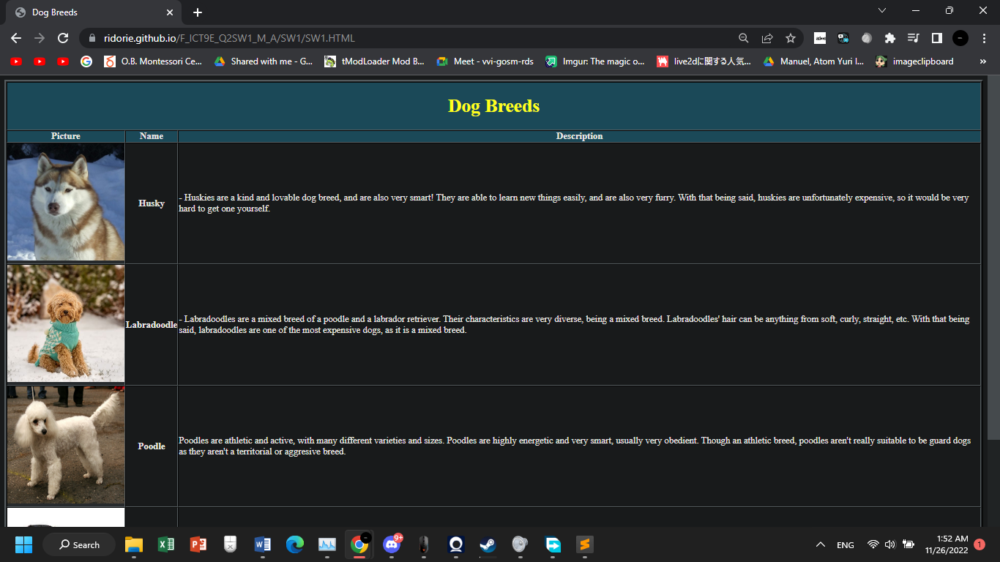 Dog Breeds
ridorie.github.io/F_ICT9E_Q2SW1_M_A/SW1/SW1.HTML
O.B. Montessori Ce...
Shared with me - G...
tModLoader Mod B...
Meet - vvi-gosm-rds
Imgur: The magic o...
live2dに関する人気...
Manuel, Atom Yuri I...
imageclipboard
»
Dog Breeds
Picture Name Description
Husky
- Huskies are a kind and lovable dog breed, and are also very smart! They are able to learn new things easily, and are also very furry. With that being said, huskies are unfortunately expensive, so it would be very
hard to get one yourself.
Labradoodle
- Labradoodles are a mixed breed of a poodle and a labrador retriever. Their characteristics are very diverse, being a mixed breed. Labradoodles' hair can be anything from soft, curly, straight, etc. With that being
said, labradoodles are one of the most expensive dogs, as it is a mixed breed.
Poodle
Poodles are athletic and active, with many different varieties and sizes. Poodles are highly energetic and very smart, usually very obedient. Though an athletic breed, poodles aren't really suitable to be guard dogs
as they aren't a territorial or aggresive breed.
Search
9+
ENG
1:52 AM
11/26/2022
1